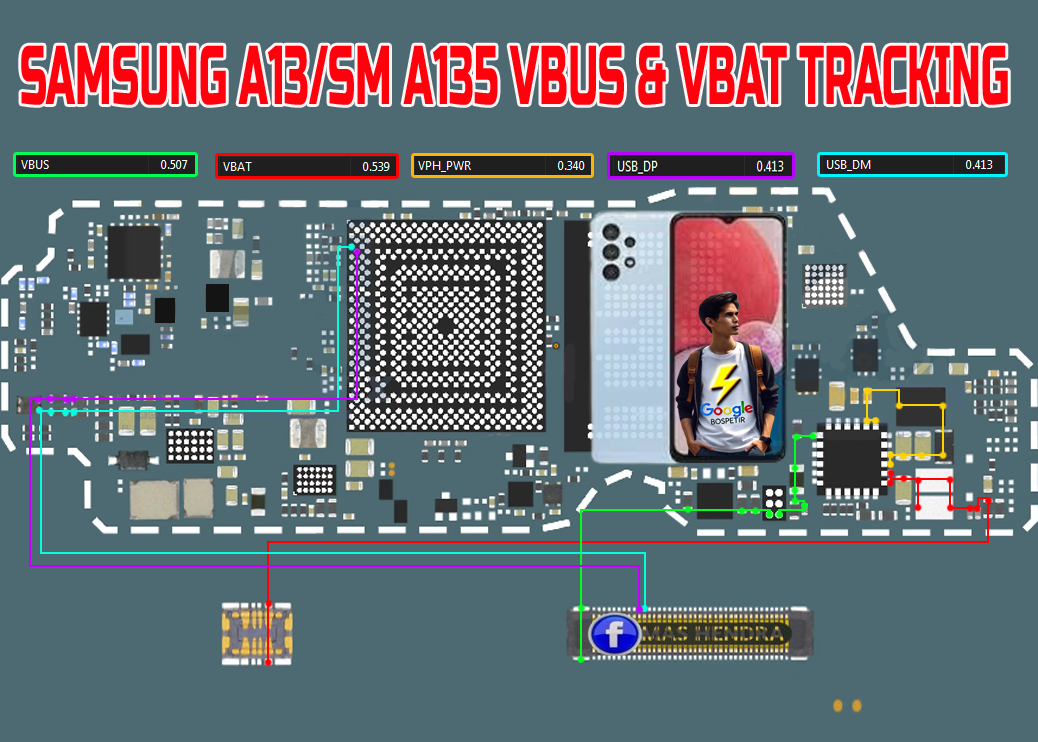 SAMSUNG A13/SM A135 VBUS & VBAT TRACKING
VBUS 0.507
VBAT 0.539
VPH_PWR 0.340
USB_DP 0.413
USB_DM 0.413
Google
BOSPETIR
f MAS HENDRA